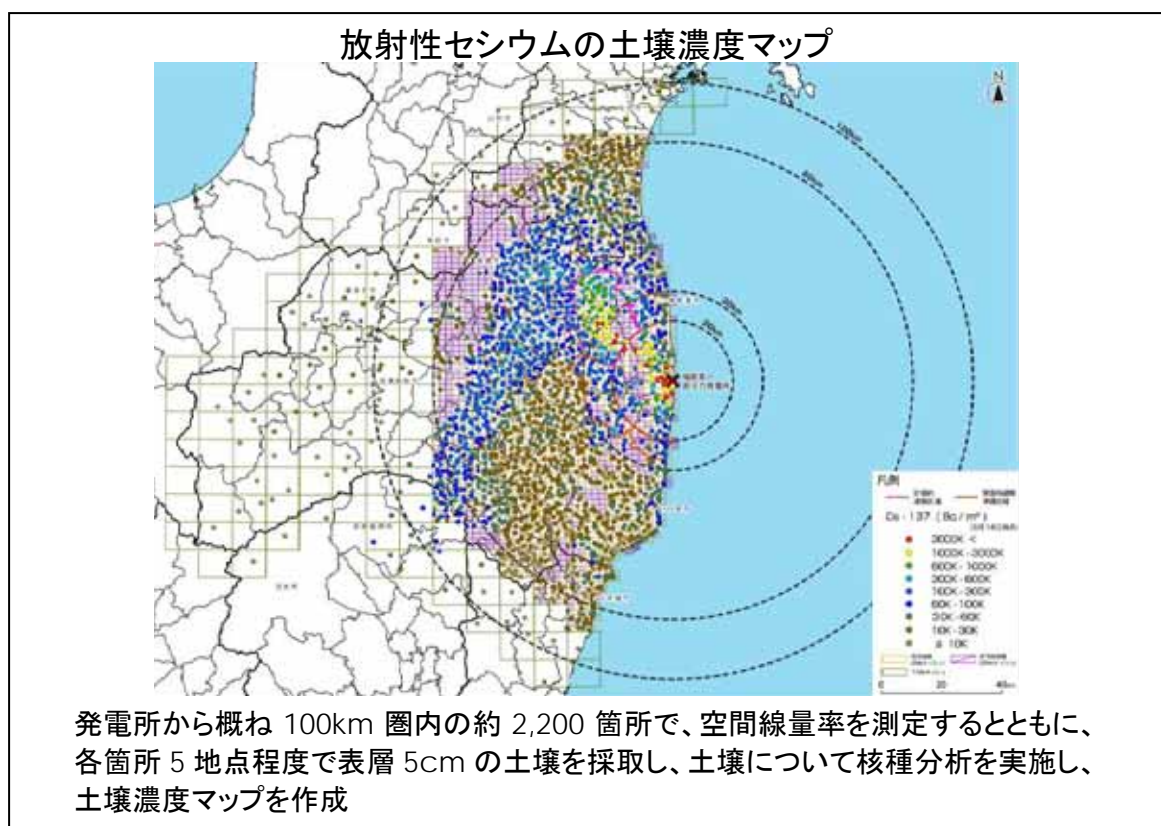 放射性セシウムの土壌濃度マップ
N
凡例
Cs-137 (Bq/m²)
3000K <
1000K-3000K
600K-1000K
300K-600K
100K-300K
60K-100K
10K-30K
≦ 10K
0 20 40km
発電所から概ね 100km 圏内の約 2,200 箇所で、空間線量率を測定するとともに、
各箇所 5 地点程度で表層 5cm の土壌を採取し、土壌について核種分析を実施し、
土壌濃度マップを作成